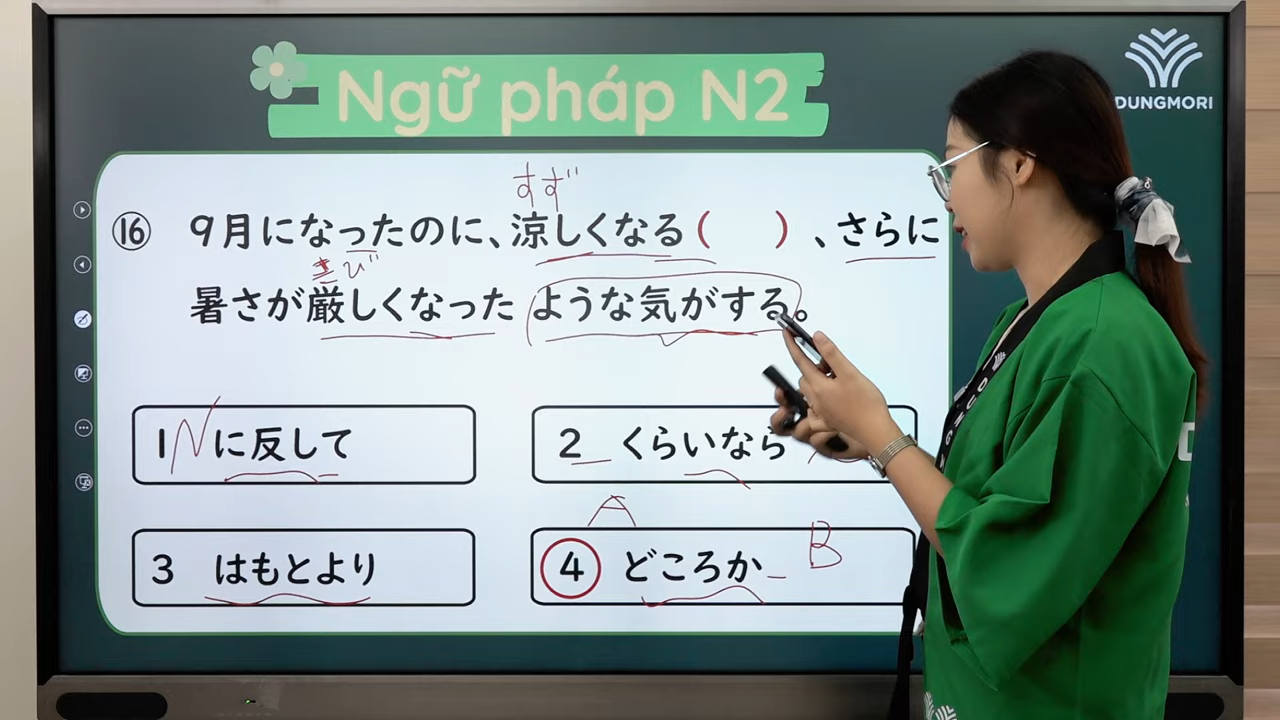 Ngữ pháp N2
DUNGMORI
すず
⑯ 9月になったのに、涼しくなる( )、さらに
きび
暑さが厳しくなったような気がする。
1 N に反して
2 くらいなら
3 はもとより
A
4 どころか B